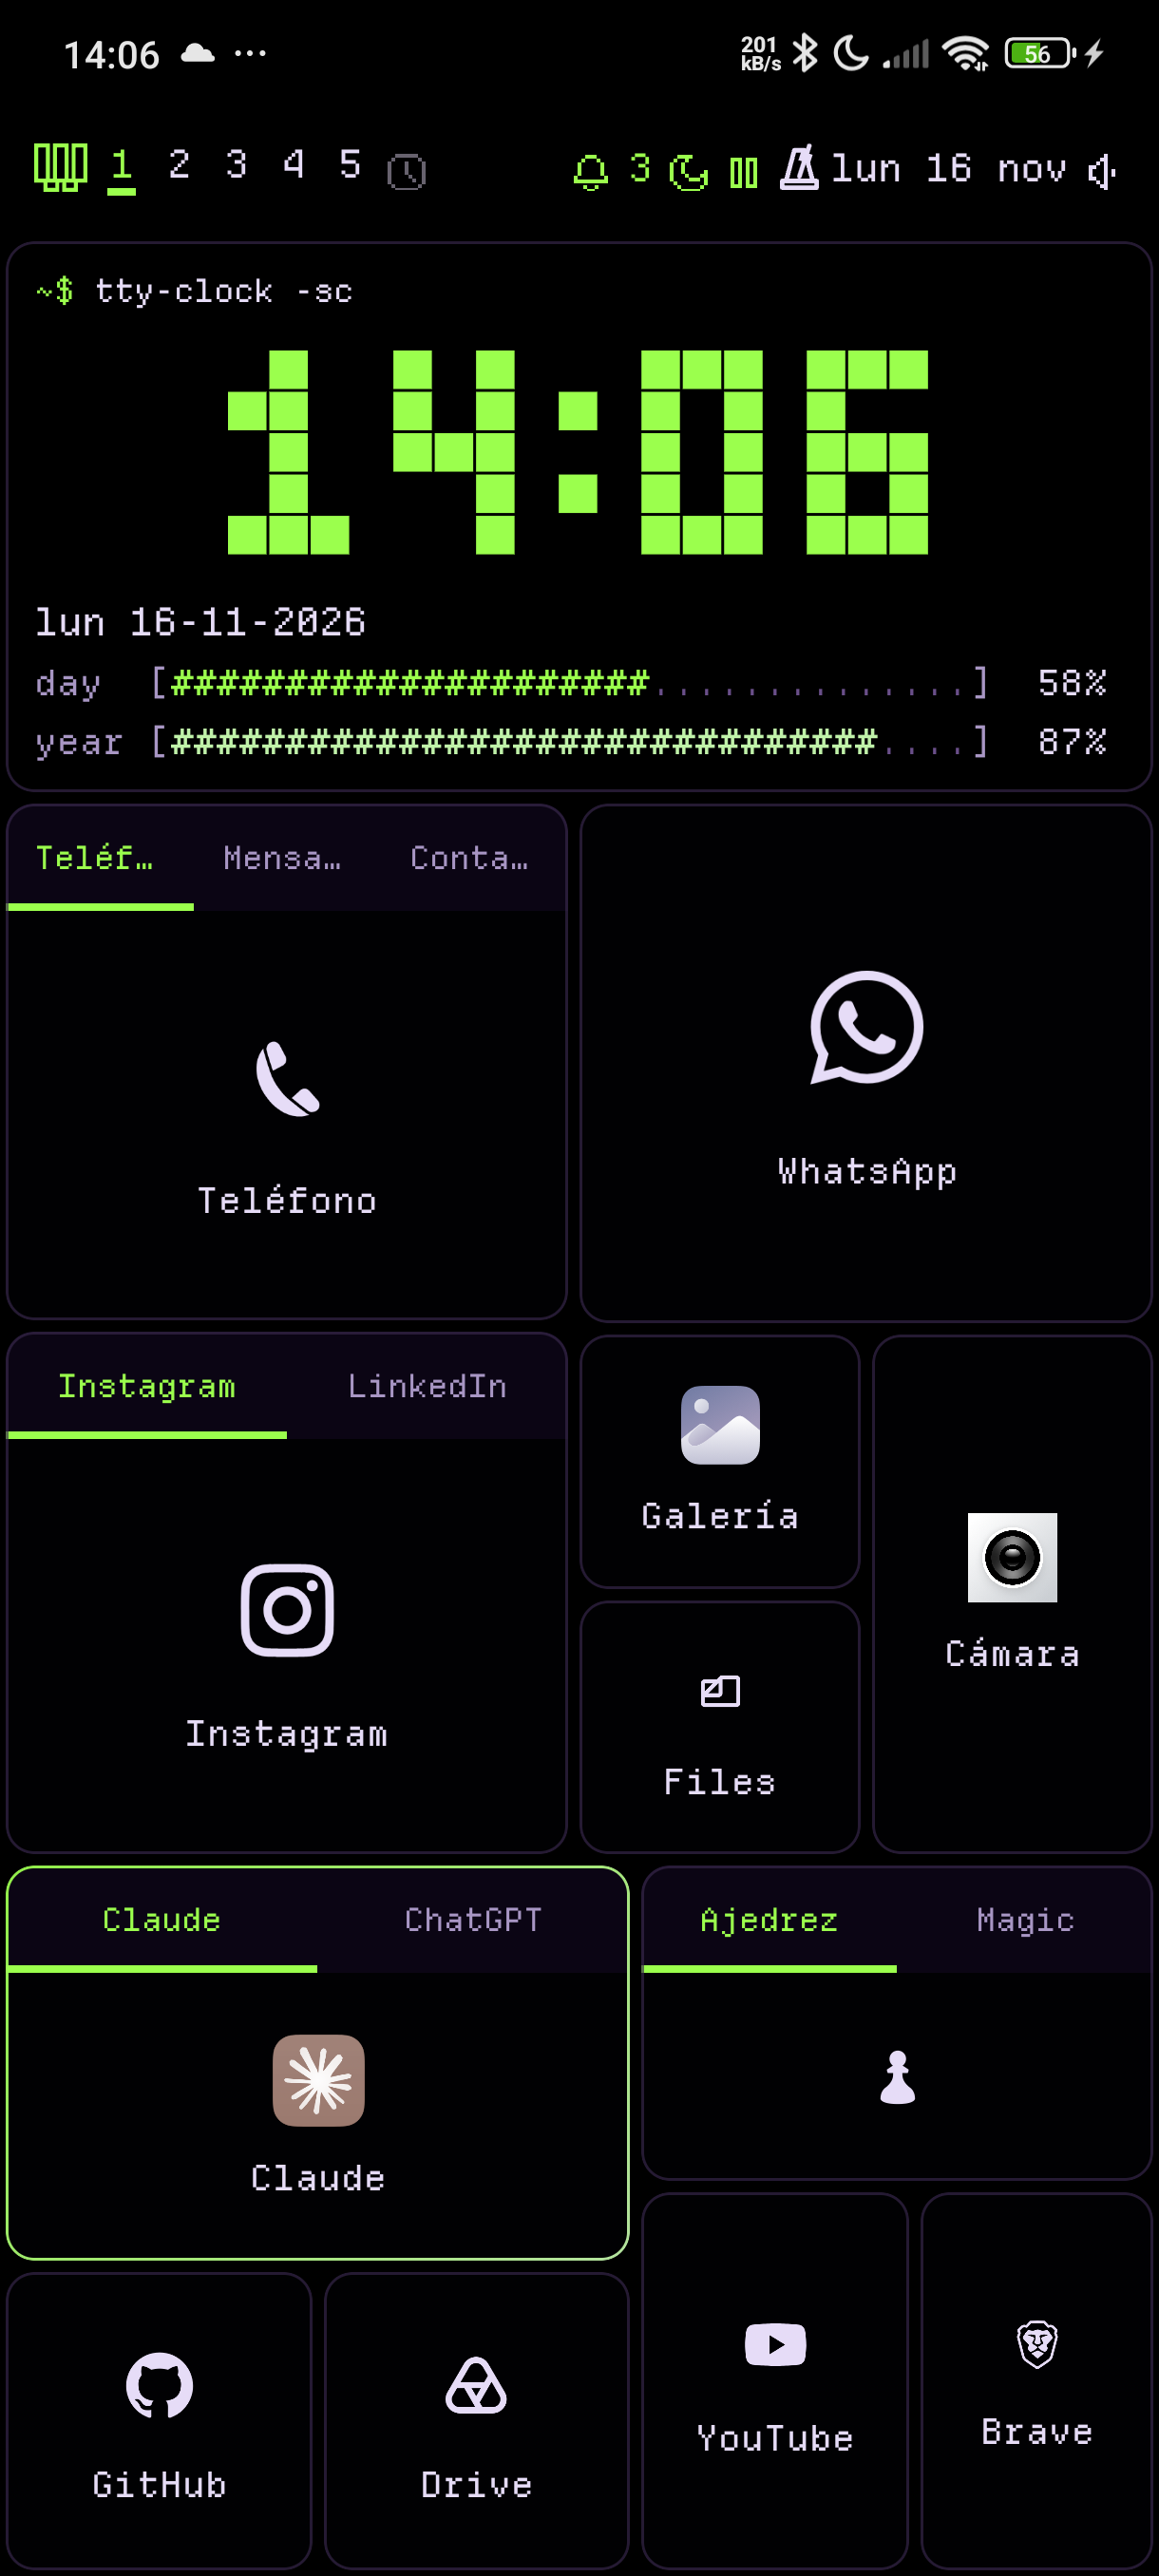 14:06 ... 201 kB/s 56
1 2 3 4 5 3 lun 16 nov
~$ tty-clock -sc
14:06
lun 16-11-2026
day [#####################..............] 58%
year [###############################....] 87%
Teléf… Mensa… Conta…
Teléfono
WhatsApp
Instagram LinkedIn
Instagram
Galería
Cámara
Files
Claude ChatGPT
Claude
Ajedrez Magic
GitHub
Drive
YouTube
Brave